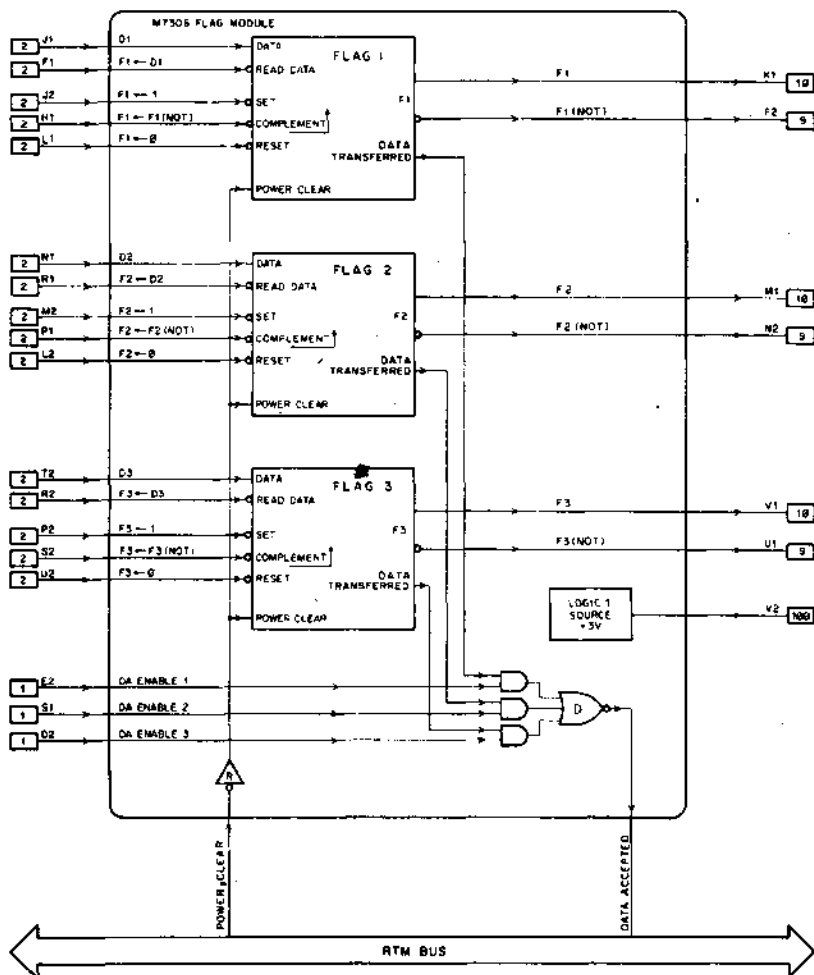 M7306 FLAG MODULE
2 J1 D1 DATA FLAG 1
2 F1 F1←D1 READ DATA
F1 K1 10
2 J2 F1←1 SET F1
2 H1 F1←F1(NOT) COMPLEMENT F1(NOT) F2 9
2 L1 F1←0 RESET DATA
TRANSFERRED
POWER CLEAR
2 N1 D2 DATA FLAG 2
2 R1 F2←D2 READ DATA
F2 M1 10
2 M2 F2←1 SET F2
2 P1 F2←F2(NOT) COMPLEMENT F2(NOT) N2 9
2 L2 F2←0 RESET DATA
TRANSFERRED
POWER CLEAR
2 T2 D3 DATA FLAG 3
2 R2 F3←D3 READ DATA
F3 V1 10
2 P2 F3←1 SET F3
2 S2 F3←F3(NOT) COMPLEMENT F3(NOT) U1 9
2 U2 F3←0 RESET DATA
TRANSFERRED
POWER CLEAR
LOGIC 1
SOURCE
+3V
V2 100
1 E2 DA ENABLE 1
1 S1 DA ENABLE 2
D
1 D2 DA ENABLE 3
R
POWER CLEAR
DATA ACCEPTED
RTM BUS